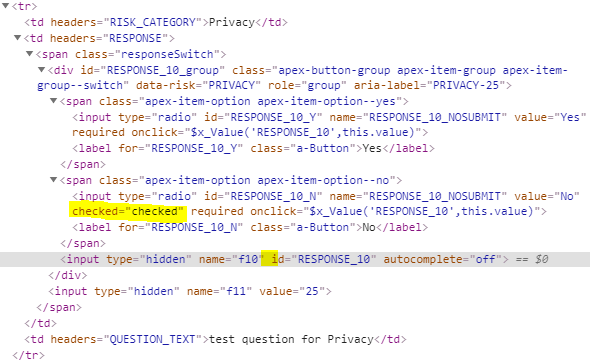 ▼<tr>
<td headers="RISK_CATEGORY">Privacy</td>
▼<td headers="RESPONSE">
▼<span class="responseSwitch">
▼<div id="RESPONSE_10_group" class="apex-button-group apex-item-group apex-item-
group--switch" data-risk="PRIVACY" role="group" aria-label="PRIVACY-25">
▼<span class="apex-item-option apex-item-option--yes">
<input type="radio" id="RESPONSE_10_Y" name="RESPONSE_10_NOSUBMIT" value="Yes"
required onclick="$x_Value('RESPONSE_10',this.value)">
<label for="RESPONSE_10_Y" class="a-Button">Yes</label>
</span>
▼<span class="apex-item-option apex-item-option--no">
<input type="radio" id="RESPONSE_10_N" name="RESPONSE_10_NOSUBMIT" value="No"
checked="checked" required onclick="$x_Value('RESPONSE_10',this.value)">
<label for="RESPONSE_10_N" class="a-Button">No</label>
</span>
<input type="hidden" name="f10" id="RESPONSE_10" autocomplete="off"> == $0
</div>
<input type="hidden" name="f11" value="25">
</span>
</td>
<td headers="QUESTION_TEXT">test question for Privacy</td>
</tr>